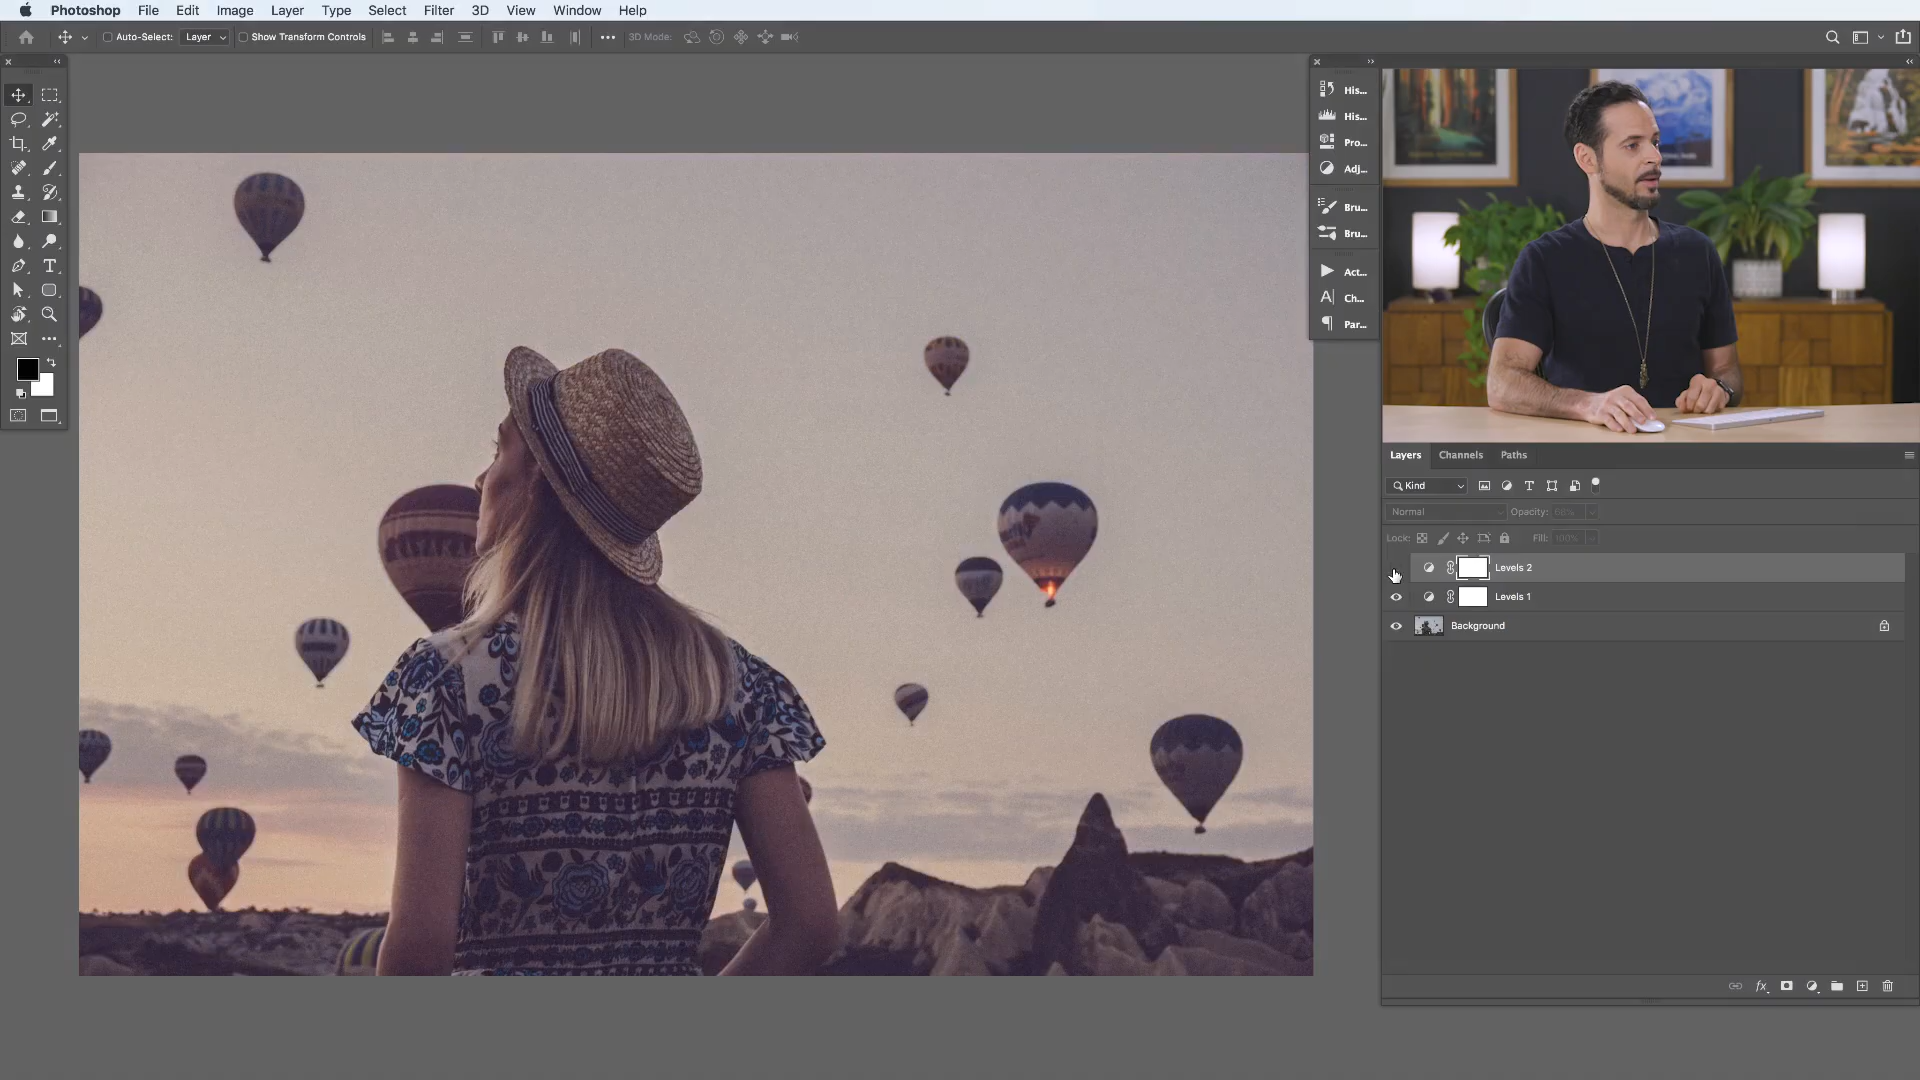 Photoshop File Edit Image Layer Type Select Filter 3D View Window Help
Auto-Select: Layer Show Transform Controls 3D Mode:
His...
His...
Pro...
Adj...
Bru...
Bru...
Act...
Ch...
Par...
Layers Channels Paths
Kind
Normal Opacity: 68%
Lock: Fill: 100%
Levels 2
Levels 1
Background